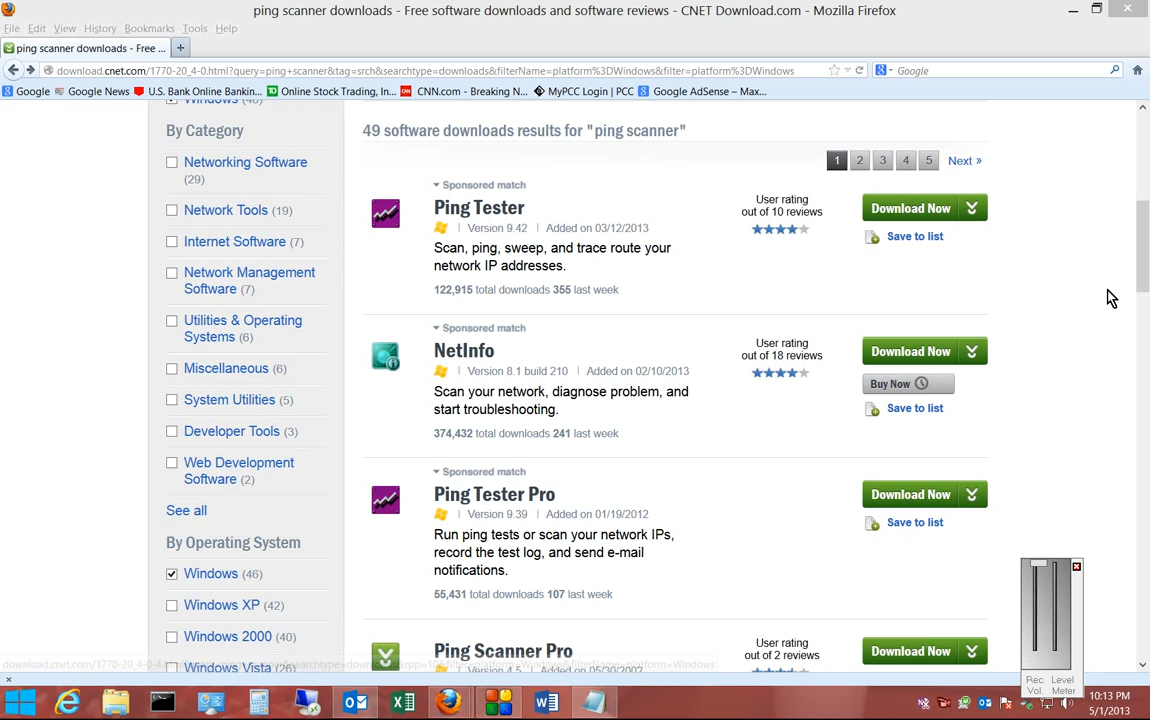 ping scanner downloads - Free software downloads and software reviews - CNET Download.com - Mozilla Firefox
File Edit View History Bookmarks Tools Help
ping scanner downloads - Free ...
download.cnet.com/1770-20_4-0.html?query=ping+scanner&tag=srch&searchtype=downloads&filterName=platform%3DWindows&filter=platform%3DWindows
Google
Google Google News U.S. Bank Online Bankin... Online Stock Trading, In... CNN.com - Breaking N... MyPCC Login | PCC Google AdSense – Max...
Windows (46)
By Category
Networking Software
(29)
Network Tools (19)
Internet Software (7)
Network Management
Software (7)
Utilities & Operating
Systems (6)
Miscellaneous (6)
System Utilities (5)
Developer Tools (3)
Web Development
Software (2)
See all
By Operating System
Windows (46)
Windows XP (42)
Windows 2000 (40)
Windows Vista (26)
49 software downloads results for "ping scanner"
1 2 3 4 5 Next »
Sponsored match
Ping Tester
Version 9.42 | Added on 03/12/2013
Scan, ping, sweep, and trace route your
network IP addresses.
122,915 total downloads 355 last week
User rating
out of 10 reviews
Download Now
Save to list
Sponsored match
NetInfo
Version 8.1 build 210 | Added on 02/10/2013
Scan your network, diagnose problem, and
start troubleshooting.
374,432 total downloads 241 last week
User rating
out of 18 reviews
Download Now
Buy Now
Save to list
Sponsored match
Ping Tester Pro
Version 9.39 | Added on 01/19/2012
Run ping tests or scan your network IPs,
record the test log, and send e-mail
notifications.
55,431 total downloads 107 last week
Download Now
Save to list
Ping Scanner Pro
Version 4.5 | Added on 05/30/2002
User rating
out of 2 reviews
Download Now
Rec. Level
Vol. Meter
10:13 PM
5/1/2013